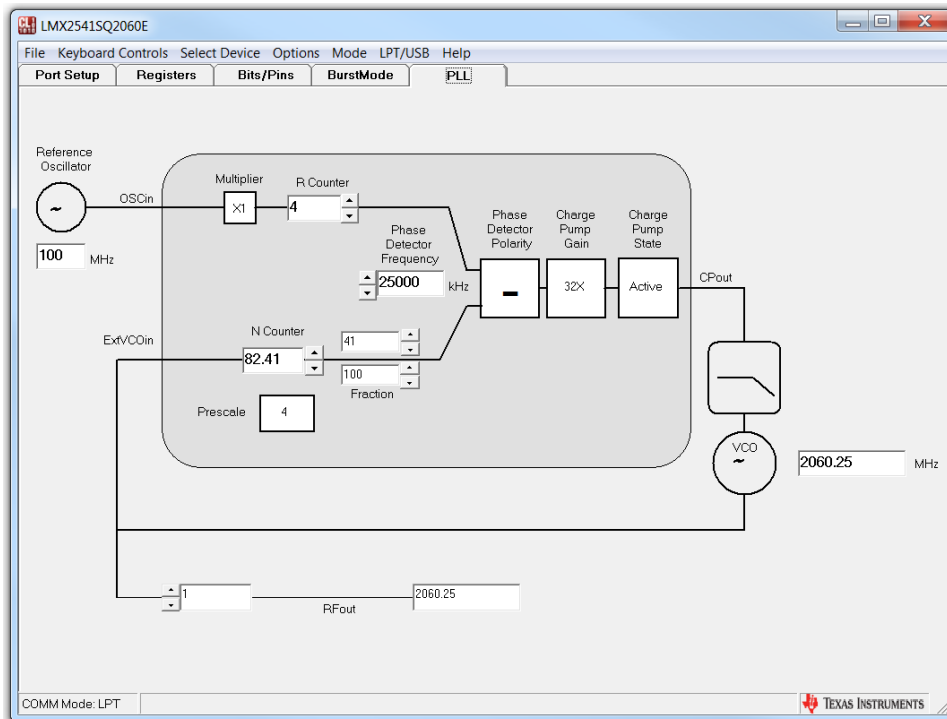 LMX2541SQ2060E
File Keyboard Controls Select Device Options Mode LPT/USB Help
Port Setup Registers Bits/Pins BurstMode PLL
Reference
Oscillator
~
100 MHz
OSCin
Multiplier
X1
R Counter
4
Phase
Detector
Frequency
25000 kHz
Phase
Detector
Polarity
-
Charge
Pump
Gain
32X
Charge
Pump
State
Active
CPout
ExtVCOin
N Counter
82.41
41
100
Fraction
Prescale 4
VCO
~
2060.25 MHz
1
RFout
2060.25
COMM Mode: LPT
TEXAS INSTRUMENTS